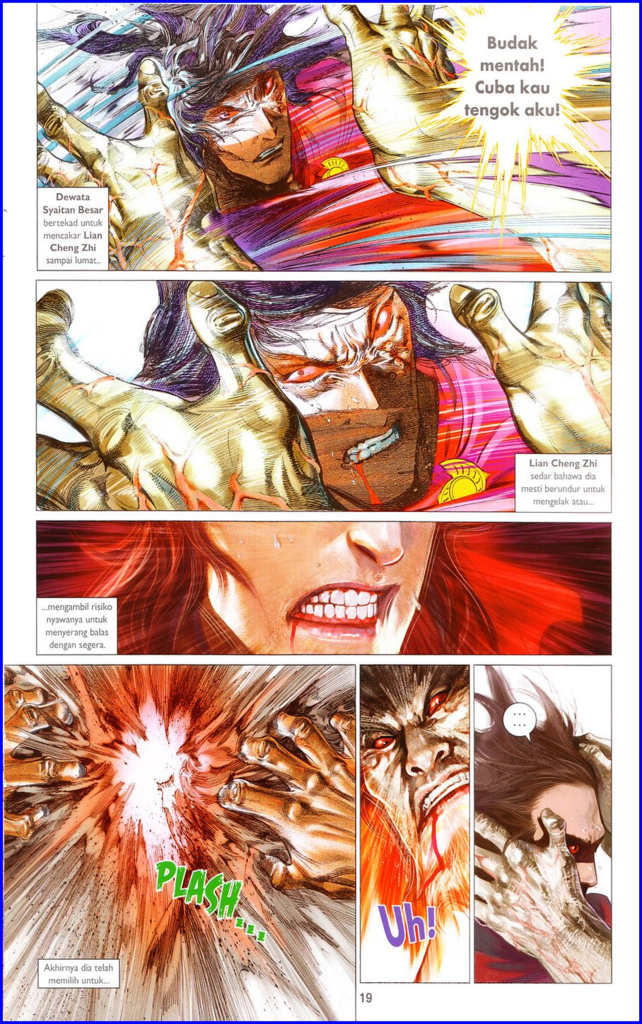 Budak
mentah!
Cuba kau
tengok aku!
Dewata
Syaitan Besar
bertekad untuk
mencakar Lian
Cheng Zhi
sampai lumat..
Lian Cheng Zhi
sedar bahawa dia
mesti berundur untuk
mengelak atau...
...mengambil risiko
nyawanya untuk
menyerang balas
dengan segera.
PLASH...
Akhirnya dia telah
memilih untuk...
Uh!
...
...
19